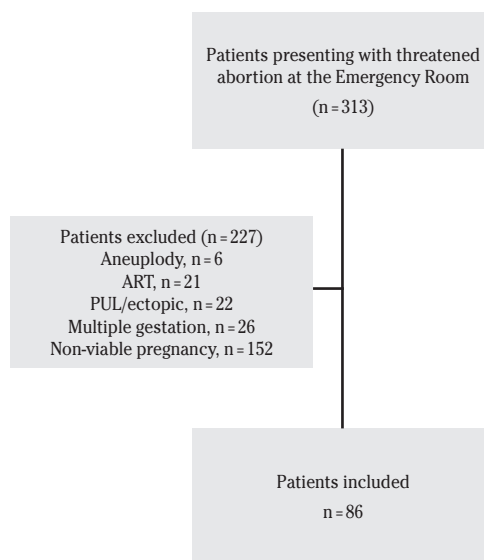 Patients presenting with threatened
abortion at the Emergency Room
(n=313)
Patients excluded (n=227)
Aneuplody, n=6
ART, n=21
PUL/ectopic, n=22
Multiple gestation, n=26
Non-viable pregnancy, n=152
Patients included
n=86